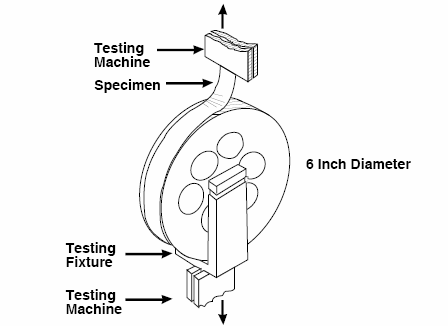 Testing
Machine
Specimen
6 Inch Diameter
Testing
Fixture
Testing
Machine